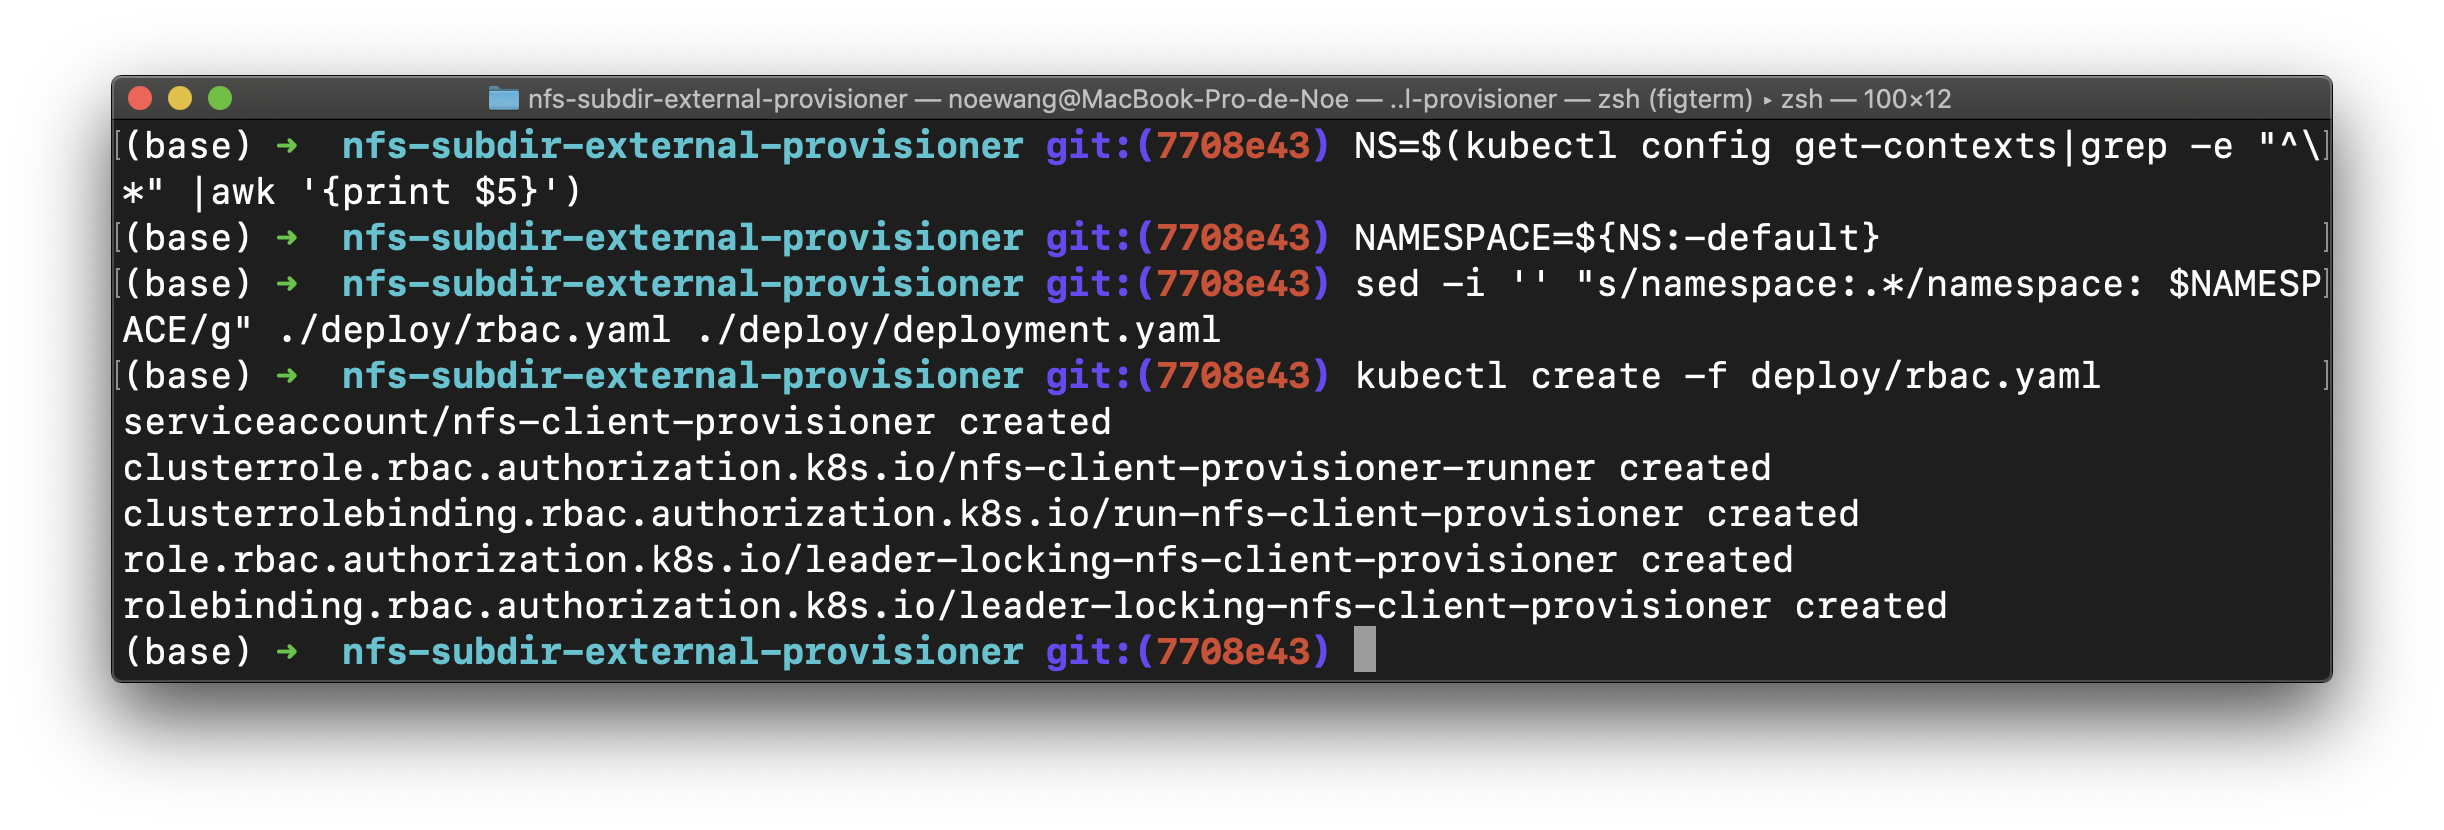 nfs-subdir-external-provisioner — noewang@MacBook-Pro-de-Noe — ..l-provisioner — zsh (figterm) ▸ zsh — 100×12
[(base) ➜  nfs-subdir-external-provisioner git:(7708e43) NS=$(kubectl config get-contexts|grep -e "^\]
*" |awk '{print $5}')
[(base) ➜  nfs-subdir-external-provisioner git:(7708e43) NAMESPACE=${NS:-default} ]
[(base) ➜  nfs-subdir-external-provisioner git:(7708e43) sed -i '' "s/namespace:.*/namespace: $NAMESP]
ACE/g" ./deploy/rbac.yaml ./deploy/deployment.yaml
[(base) ➜  nfs-subdir-external-provisioner git:(7708e43) kubectl create -f deploy/rbac.yaml ]
serviceaccount/nfs-client-provisioner created
clusterrole.rbac.authorization.k8s.io/nfs-client-provisioner-runner created
clusterrolebinding.rbac.authorization.k8s.io/run-nfs-client-provisioner created
role.rbac.authorization.k8s.io/leader-locking-nfs-client-provisioner created
rolebinding.rbac.authorization.k8s.io/leader-locking-nfs-client-provisioner created
(base) ➜  nfs-subdir-external-provisioner git:(7708e43)